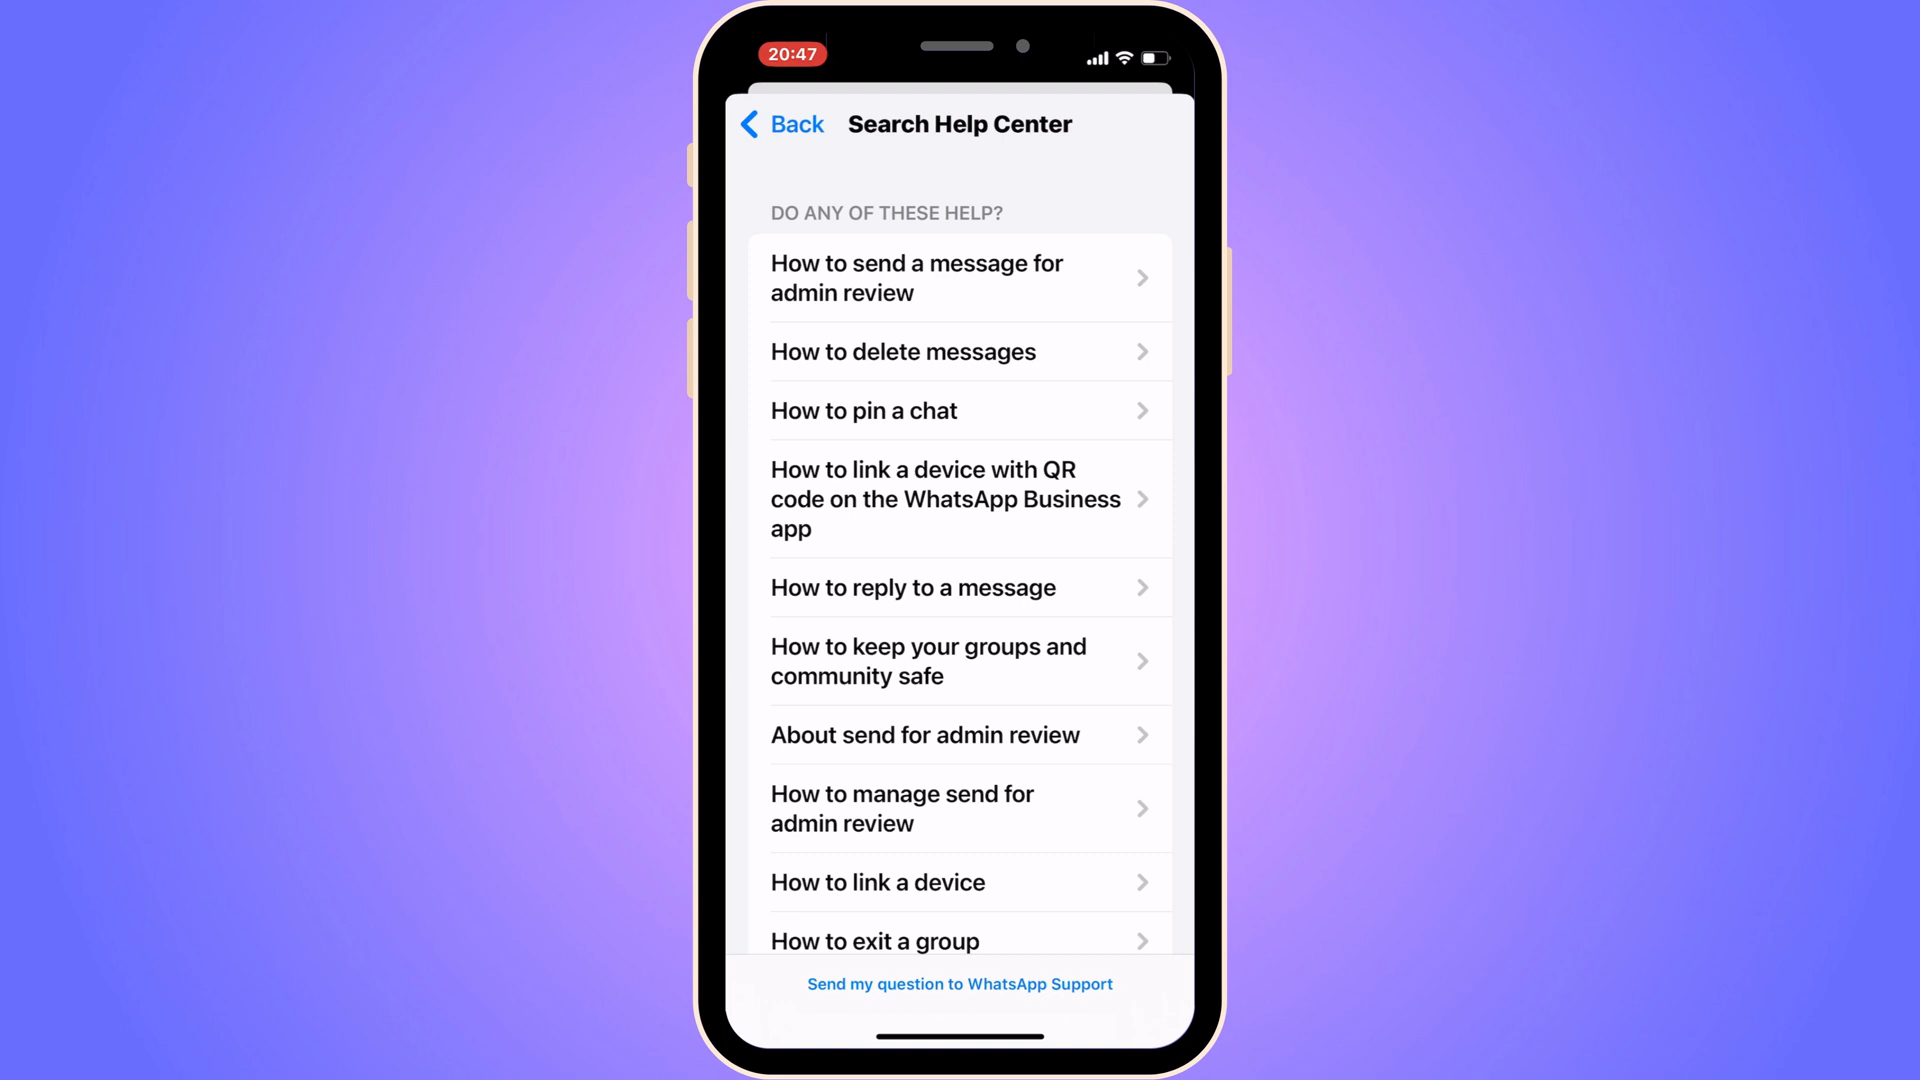 20:47
Back Search Help Center
DO ANY OF THESE HELP?
How to send a message for
admin review
How to delete messages
How to pin a chat
How to link a device with QR
code on the WhatsApp Business
app
How to reply to a message
How to keep your groups and
community safe
About send for admin review
How to manage send for
admin review
How to link a device
How to exit a group
Send my question to WhatsApp Support